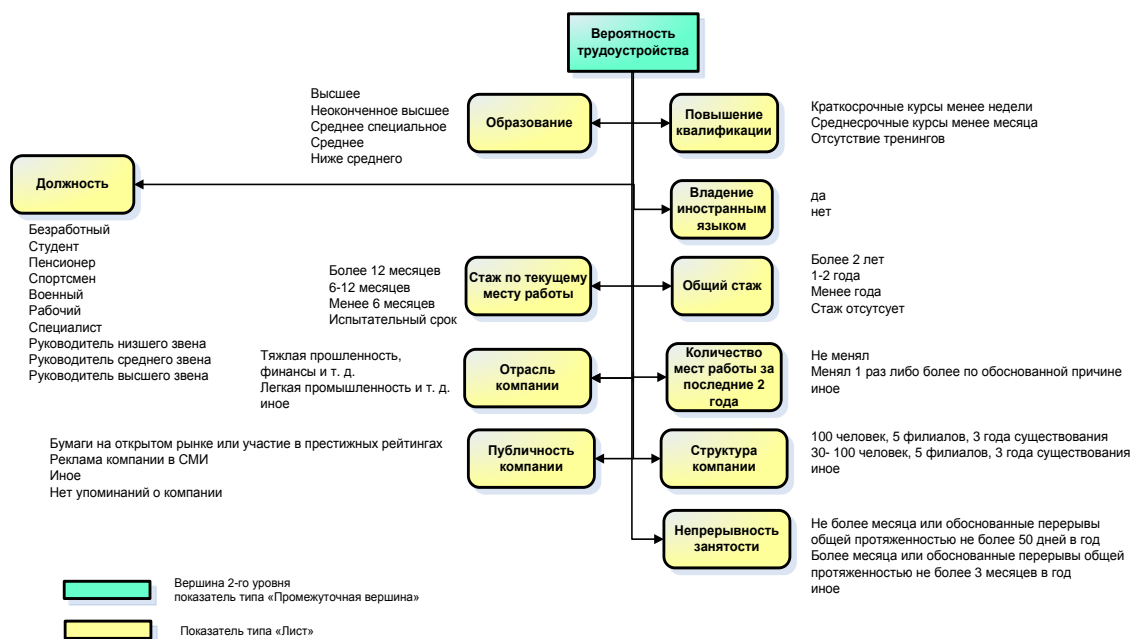 Вероятность
трудоустройства
Высшее
Неоконченное высшее
Среднее специальное
Среднее
Ниже среднего
Образование
Повышение
квалификации
Краткосрочные курсы менее недели
Среднесрочные курсы менее месяца
Отсутствие тренингов
Должность
Безработный
Студент
Пенсионер
Спортсмен
Военный
Рабочий
Специалист
Руководитель низшего звена
Руководитель среднего звена
Руководитель высшего звена
Владение
иностранным
языком
да
нет
Более 12 месяцев
6-12 месяцев
Менее 6 месяцев
Испытательный срок
Стаж по текущему
месту работы
Общий стаж
Более 2 лет
1-2 года
Менее года
Стаж отсутсует
Тяжлая прошленность,
финансы и т. д.
Легкая промышленность и т. д.
иное
Отрасль
компании
Количество
мест работы за
последние 2
года
Не менял
Менял 1 раз либо более по обоснованной причине
иное
Бумаги на открытом рынке или участие в престижных рейтингах
Реклама компании в СМИ
Иное
Нет упоминаний о компании
Публичность
компании
Структура
компании
100 человек, 5 филиалов, 3 года существования
30- 100 человек, 5 филиалов, 3 года существования
иное
Непрерывность
занятости
Не более месяца или обоснованные перерывы
общей протяженностью не более 50 дней в год
Более месяца или обоснованные перерывы общей
протяженностью не более 3 месяцев в год
иное
Вершина 2-го уровня
показатель типа «Промежуточная вершина»
Показатель типа «Лист»